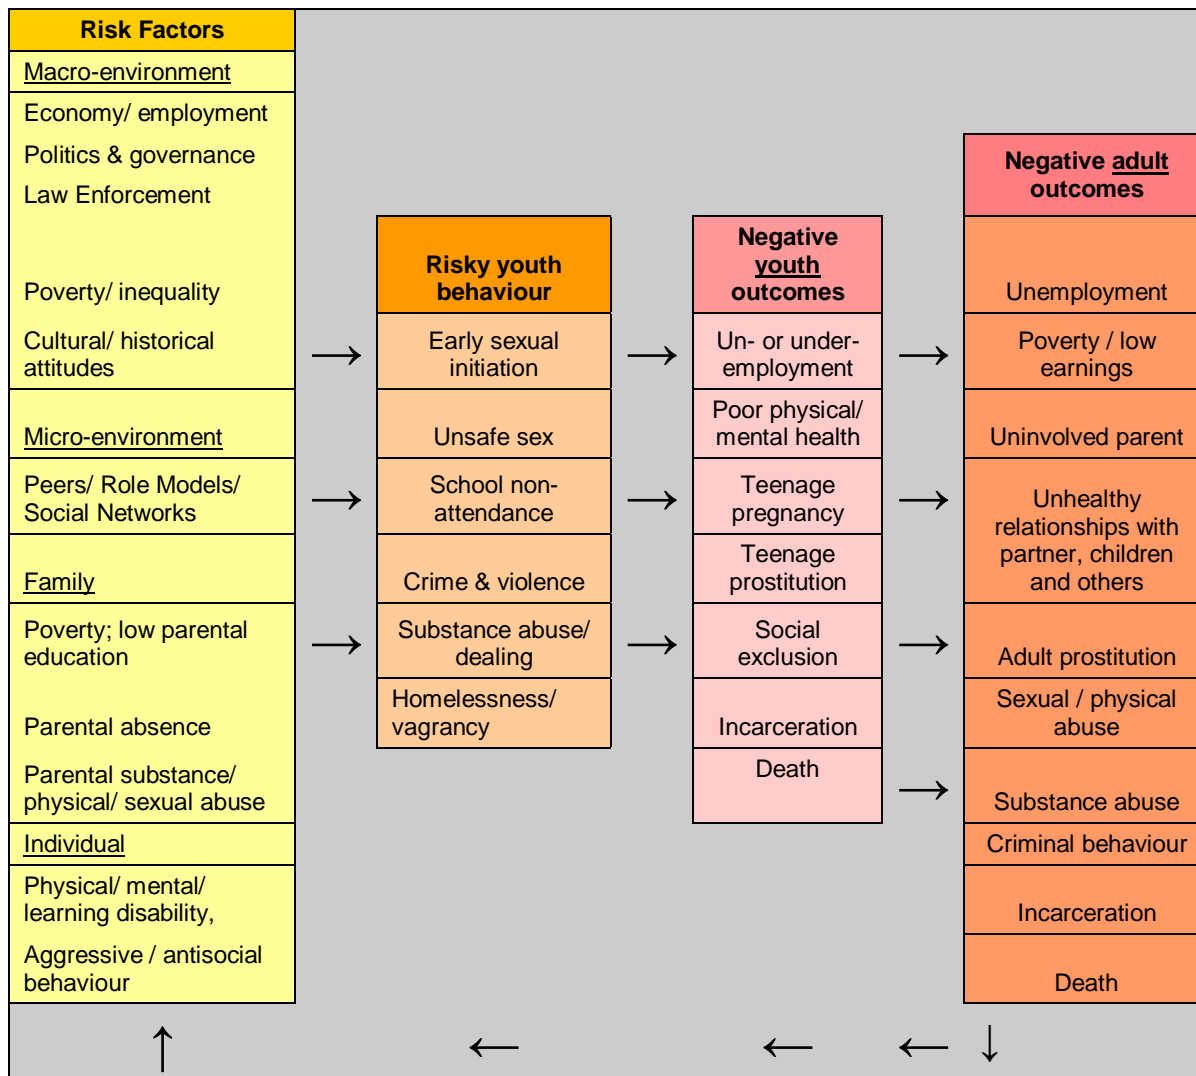 Risk Factors
Macro-environment
Economy/ employment
Politics & governance
Law Enforcement
Poverty/ inequality
Cultural/ historical
attitudes
Micro-environment
Peers/ Role Models/
Social Networks
Family
Poverty; low parental
education
Parental absence
Parental substance/
physical/ sexual abuse
Individual
Physical/ mental/
learning disability,
Aggressive / antisocial
behaviour
→
→
→
Risky youth
behaviour
Early sexual
initiation
Unsafe sex
School non-
attendance
Crime & violence
Substance abuse/
dealing
Homelessness/
vagrancy
→
→
→
Negative
youth
outcomes
Un- or under-
employment
Poor physical/
mental health
Teenage
pregnancy
Teenage
prostitution
Social
exclusion
Incarceration
Death
→
→
→
→
Negative adult
outcomes
Unemployment
Poverty / low
earnings
Uninvolved parent
Unhealthy
relationships with
partner, children
and others
Adult prostitution
Sexual / physical
abuse
Substance abuse
Criminal behaviour
Incarceration
Death
↑ ← ← ← ↓